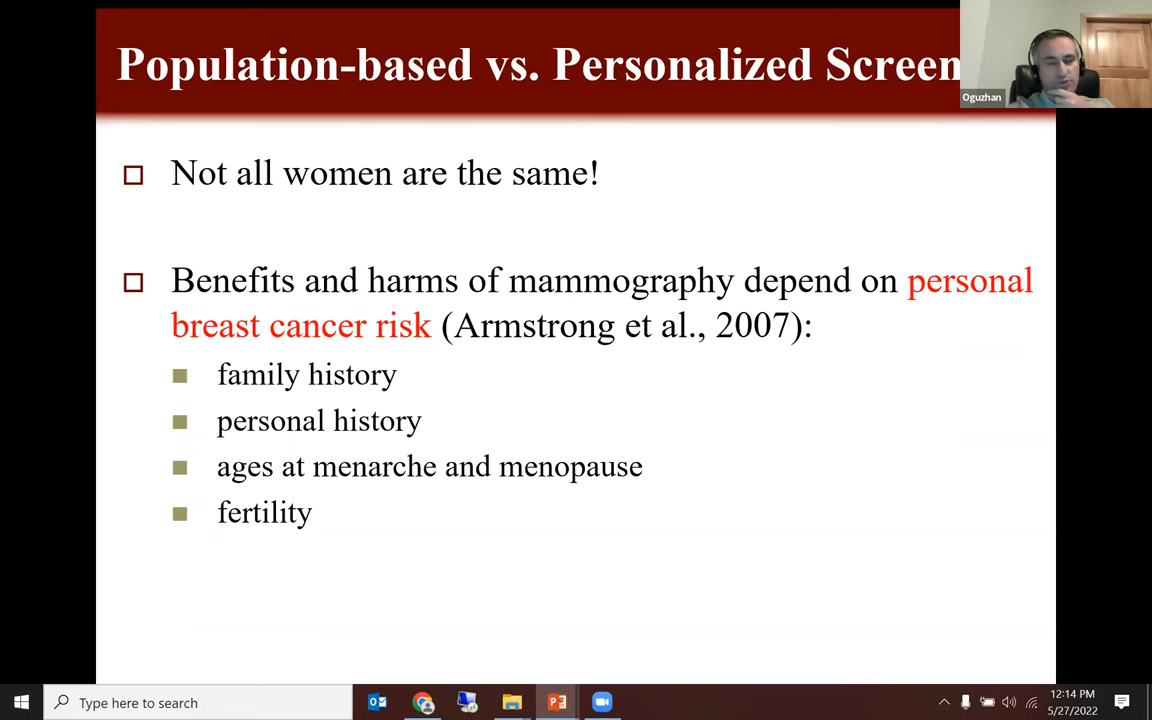 Population-based vs. Personalized Screen
Oguzhan
Not all women are the same!
Benefits and harms of mammography depend on personal
breast cancer risk (Armstrong et al., 2007):
family history
personal history
ages at menarche and menopause
fertility
Type here to search
12:14 PM
5/27/2022